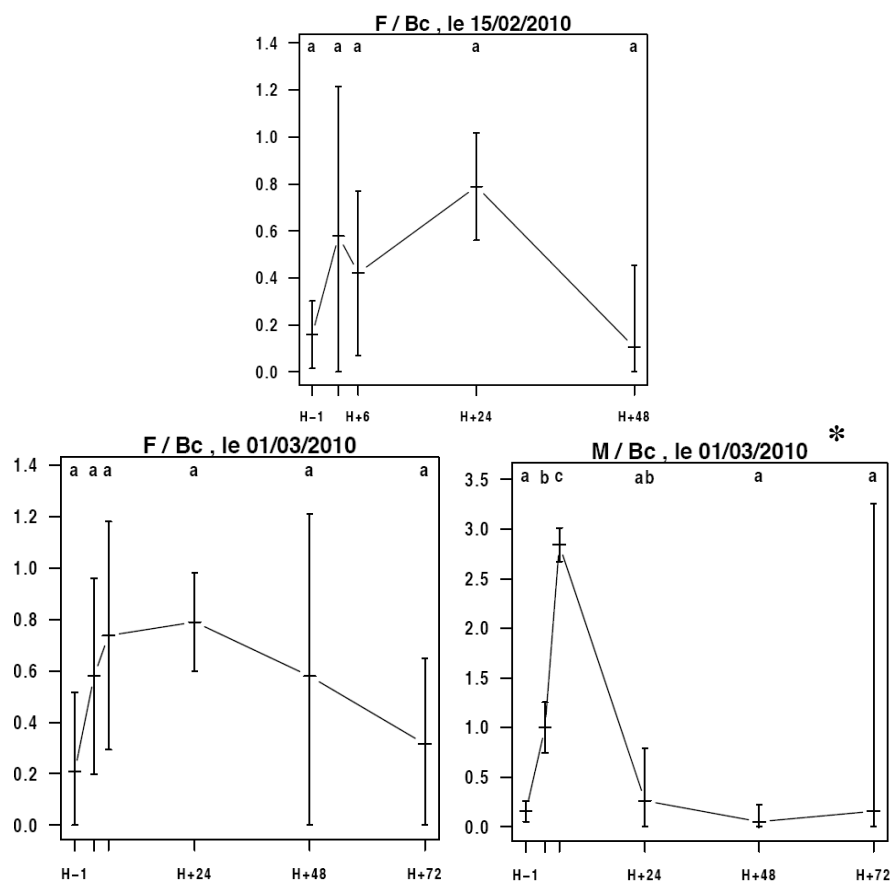 F / Bc , le 15/02/2010
a a a a a
1.4
1.2
1.0
0.8
0.6
0.4
0.2
0.0
H−1 H+6 H+24 H+48
F / Bc , le 01/03/2010
a a a a a a
1.4
1.2
1.0
0.8
0.6
0.4
0.2
0.0
H−1 H+24 H+48 H+72
M / Bc , le 01/03/2010 *
a b c ab a a
3.5
3.0
2.5
2.0
1.5
1.0
0.5
0.0
H−1 H+24 H+48 H+72